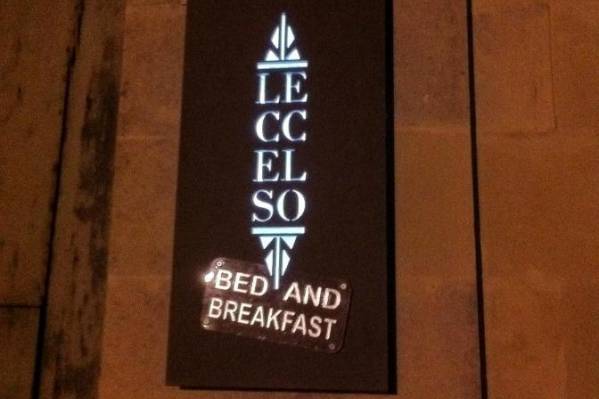 LE
CC
EL
SO
BED AND
BREAKFAST